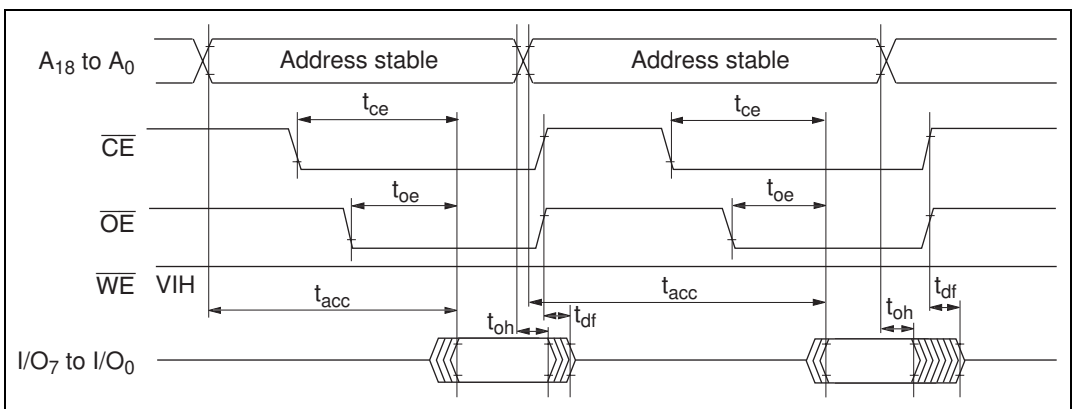 A18 to A0 Address stable Address stable
tce tce
CE
toe toe
OE
WE VIH
tacc tacc
toh tdf toh tdf
I/O7 to I/O0